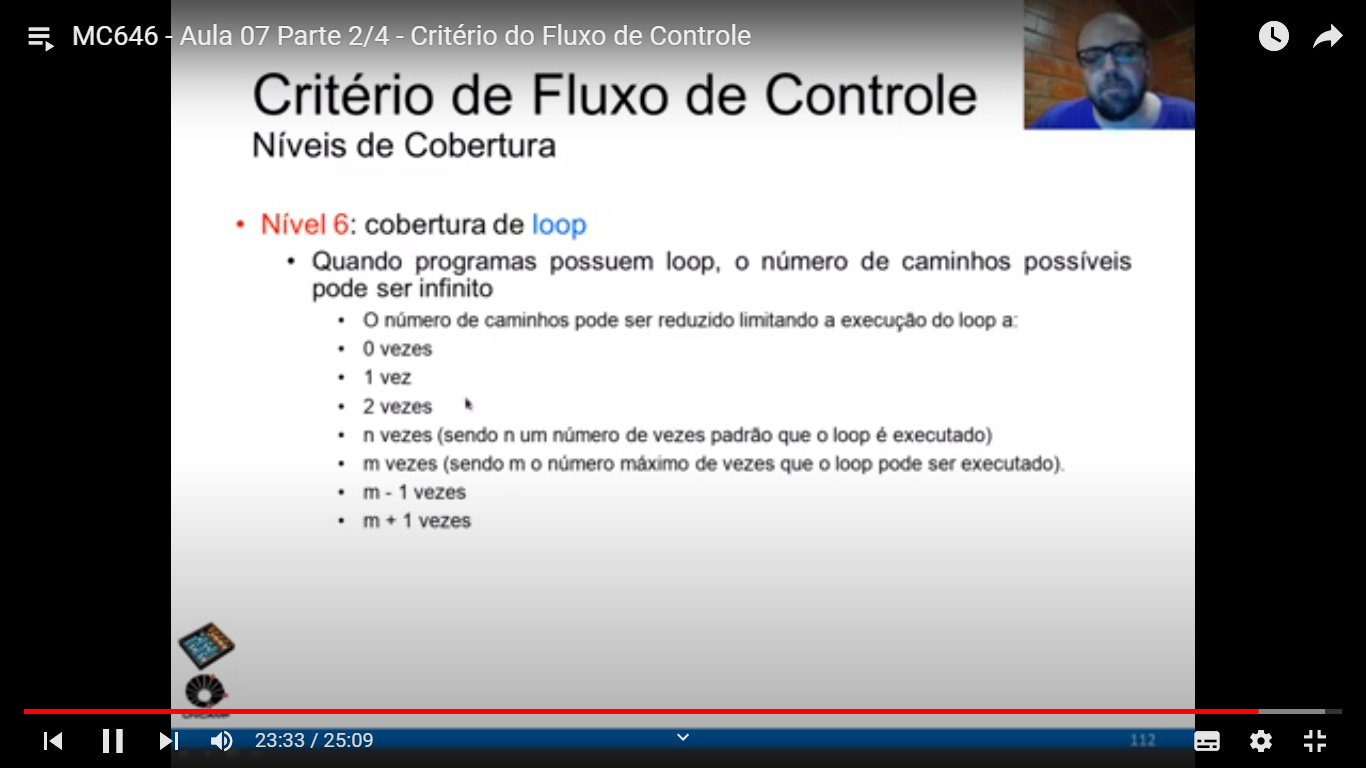 MC646 - Aula 07 Parte 2/4 - Critério do Fluxo de Controle
Critério de Fluxo de Controle
Níveis de Cobertura
• Nível 6: cobertura de loop
• Quando programas possuem loop, o número de caminhos possíveis
pode ser infinito
• O número de caminhos pode ser reduzido limitando a execução do loop a:
• 0 vezes
• 1 vez
• 2 vezes
• n vezes (sendo n um número de vezes padrão que o loop é executado)
• m vezes (sendo m o número máximo de vezes que o loop pode ser executado).
• m - 1 vezes
• m + 1 vezes
UNICAMP
23:33 / 25:09
112